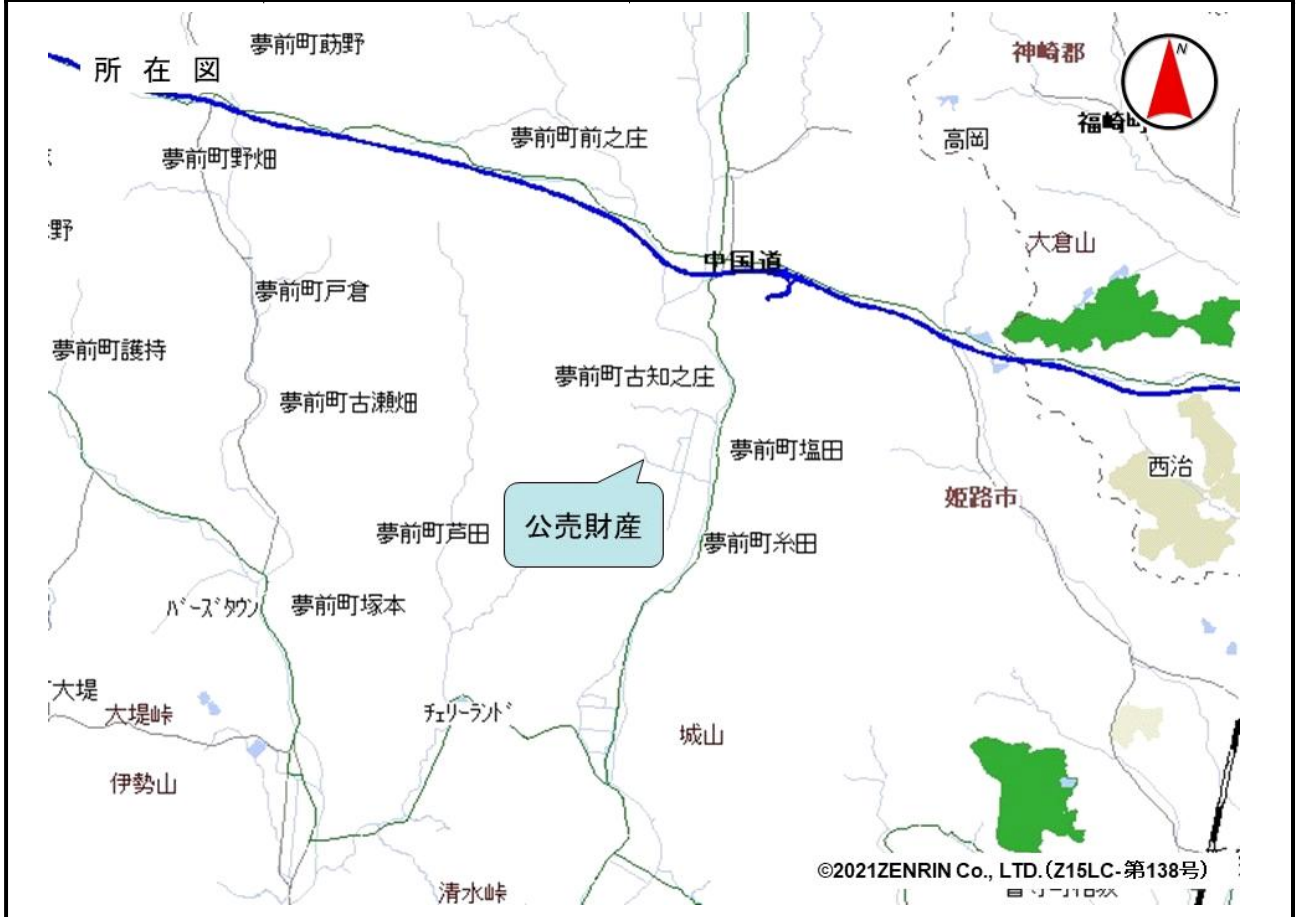 夢前町莇野
神崎郡
N
所在図
福崎町
高岡
夢前町前之庄
夢前町野畑
野
大倉山
中国道
夢前町戸倉
夢前町護持
夢前町古知之庄
夢前町古瀬畑
夢前町塩田
西治
姫路市
公売財産
夢前町芦田
夢前町糸田
バーズタウン
夢前町塚本
大堤
チェリーランド
大堤峠
城山
伊勢山
©2021ZENRIN Co., LTD.(Z15LC-第138号)
清水峠